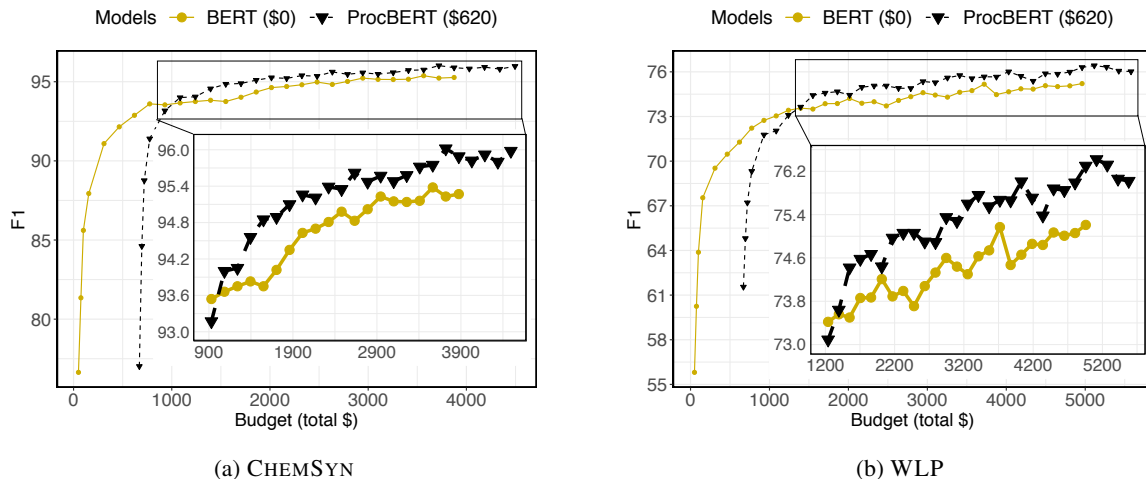 Models BERT ($0) ProcBERT ($620)
F1
95
90
85
80
96.0
95.4
94.8
94.2
93.6
93.0
900 1900 2900 3900
0 1000 2000 3000 4000
Budget (total $)
(a) CHEMSYN
Models BERT ($0) ProcBERT ($620)
F1
76
73
70
67
64
61
58
55
76.2
75.4
74.6
73.8
73.0
1200 2200 3200 4200 5200
0 1000 2000 3000 4000 5000
Budget (total $)
(b) WLP